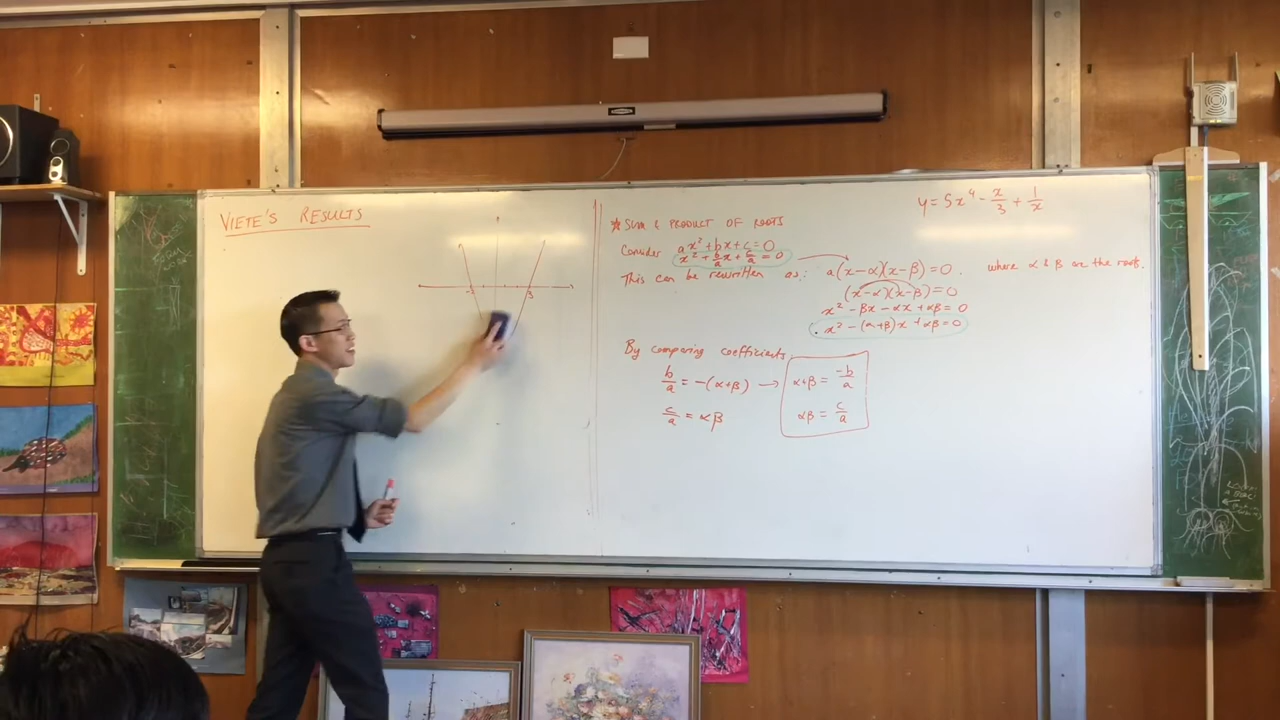 VIETE'S RESULTS
-2
3
★ SUM & PRODUCT OF ROOTS
y = 5x⁴ - x/3 + 1/x
Consider ax² + bx + c = 0
x² + b/a x + c/a = 0
This can be rewritten as: a(x-α)(x-β) = 0. where α & β are the roots.
(x-α)(x-β) = 0
x² - βx - αx + αβ = 0
x² - (α+β)x + αβ = 0
By comparing coefficients,
b/a = -(α+β) → α+β = -b/a
c/a = αβ
αβ = c/a